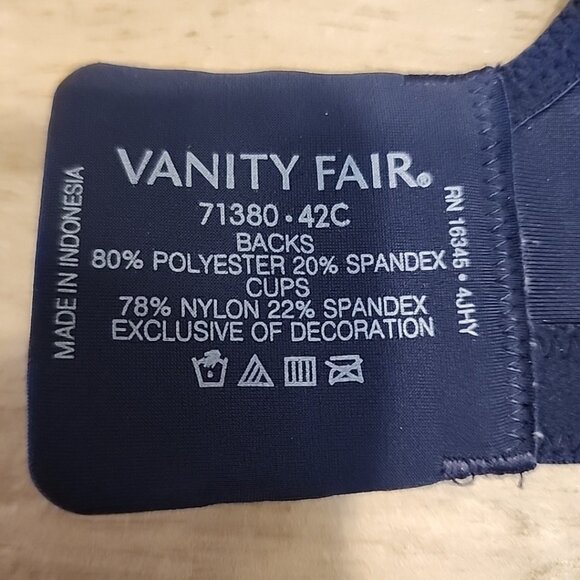 VANITY FAIR®
71380 • 42C
BACKS
80% POLYESTER 20% SPANDEX
CUPS
78% NYLON 22% SPANDEX
EXCLUSIVE OF DECORATION
MADE IN INDONESIA
RN 16345 • 4JHY